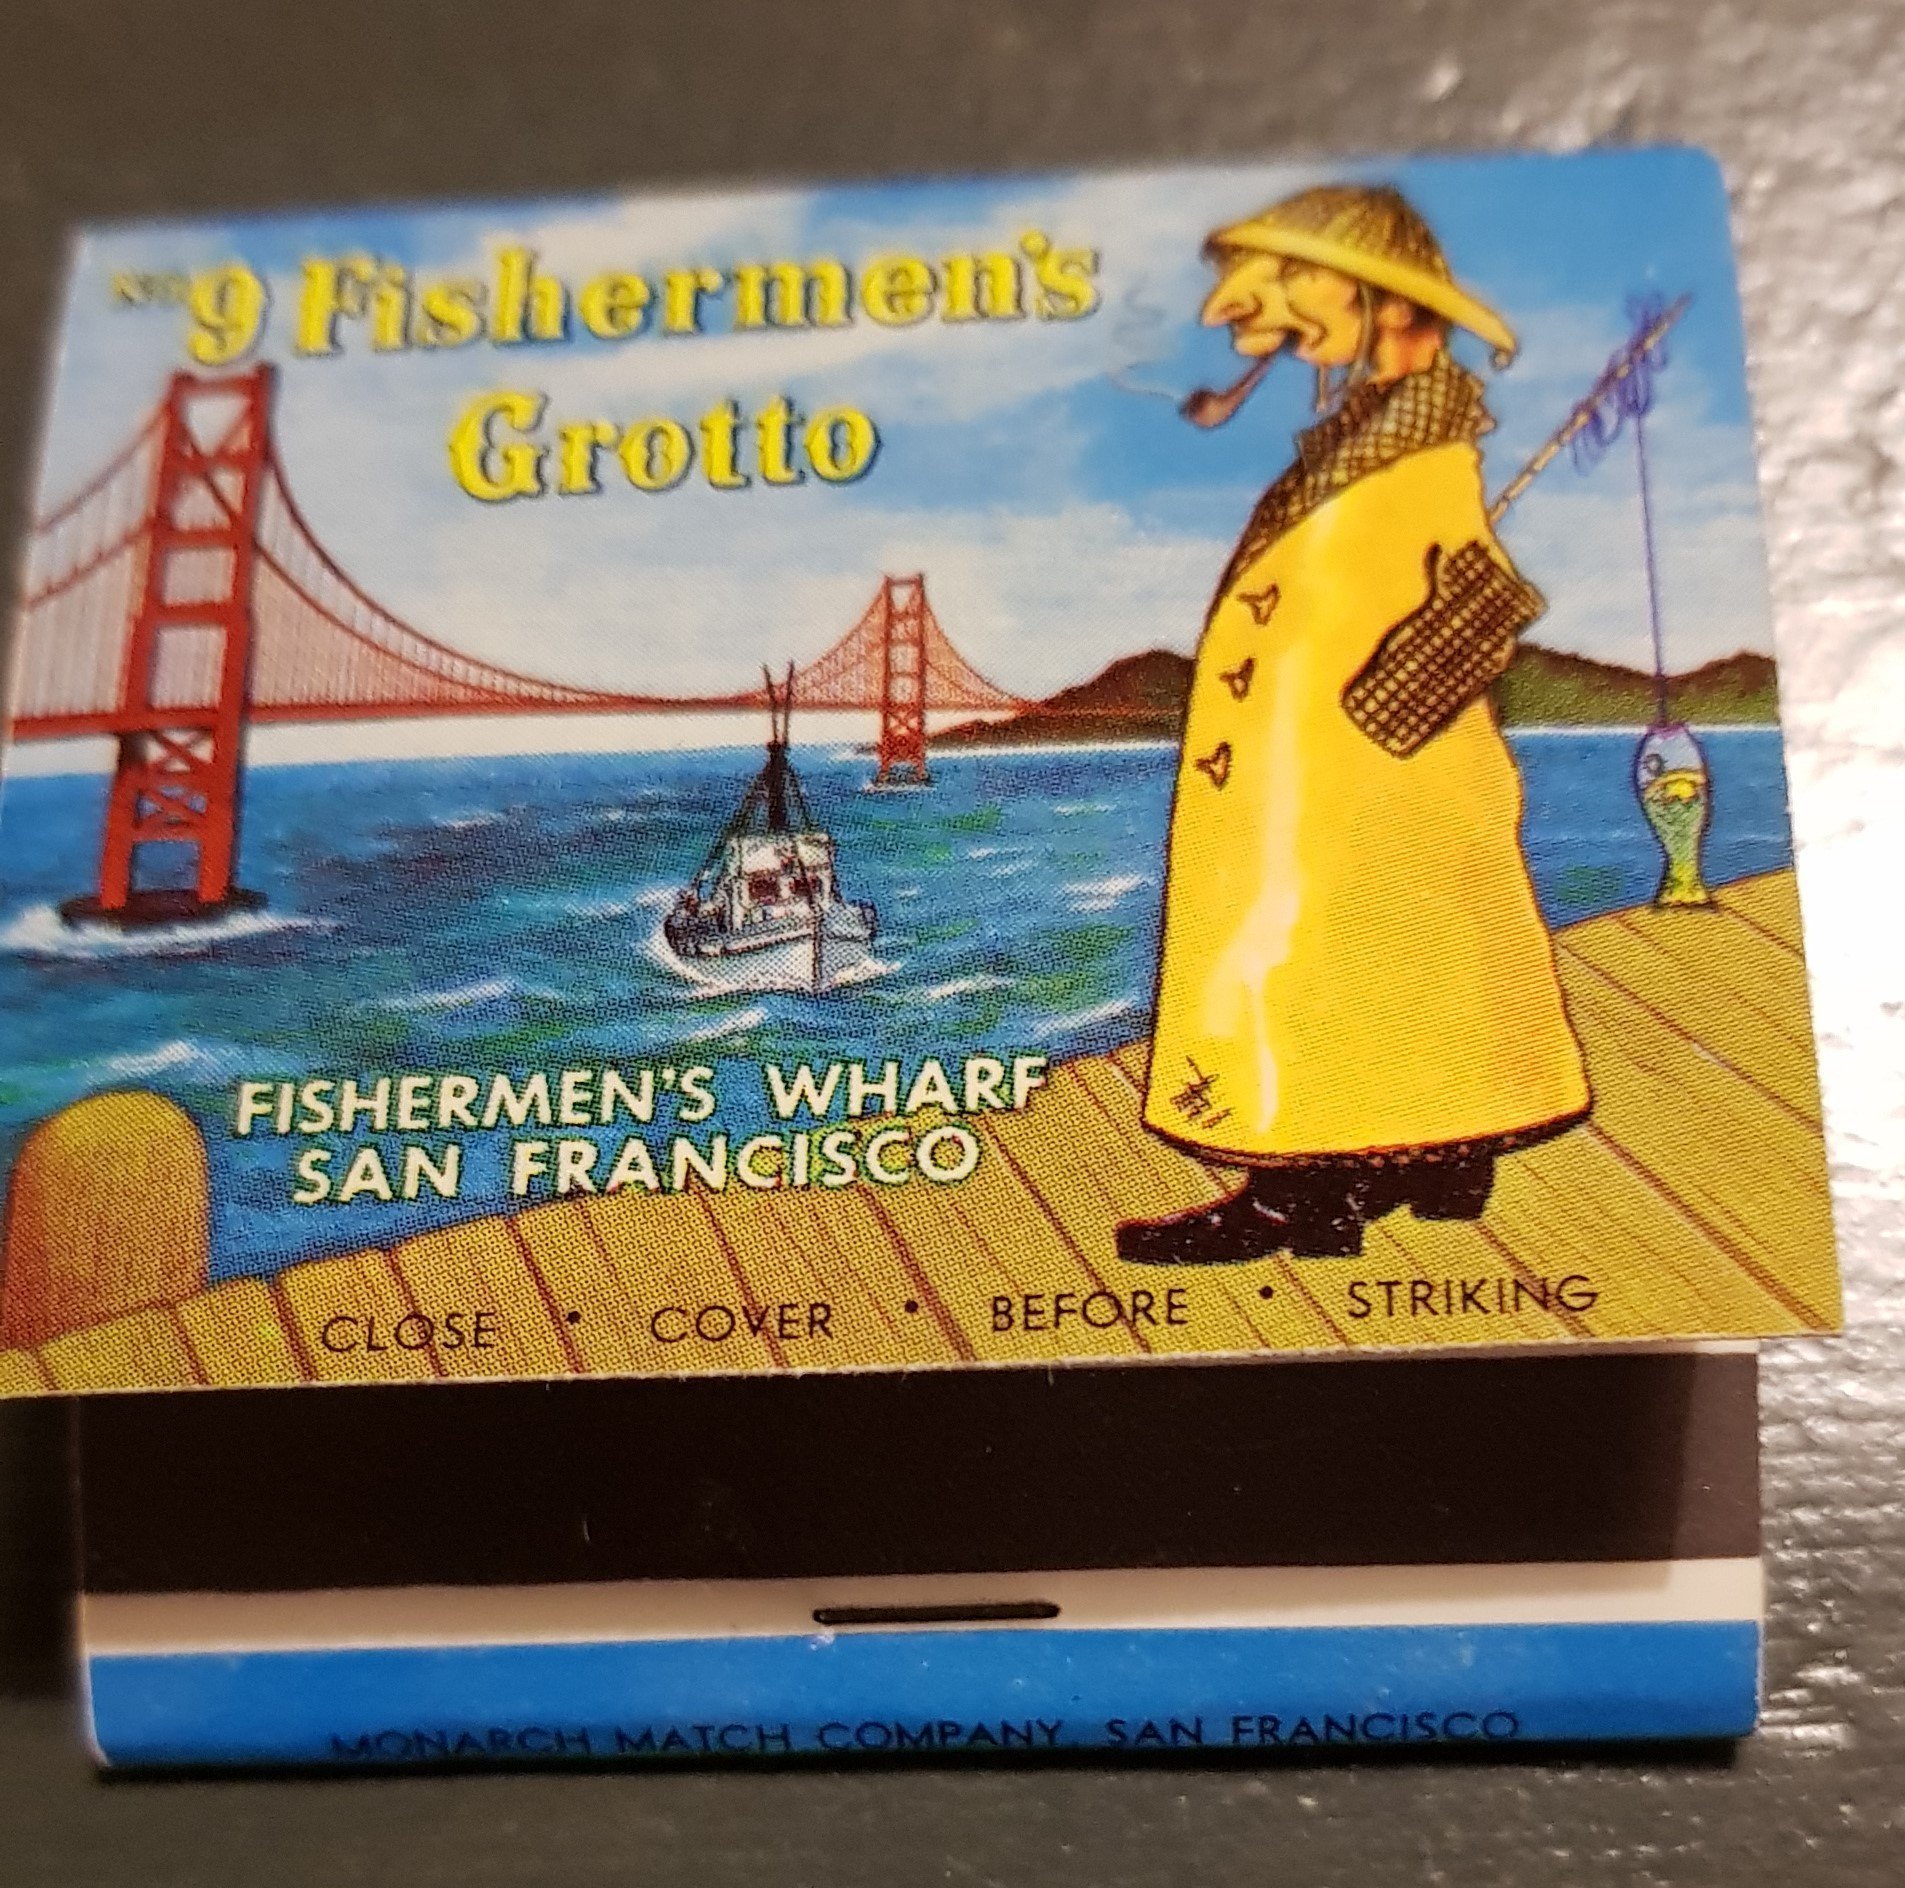 No. 9 Fishermen's
Grotto
FISHERMEN'S WHARF
SAN FRANCISCO
CLOSE • COVER • BEFORE • STRIKING
MONARCH MATCH COMPANY, SAN FRANCISCO